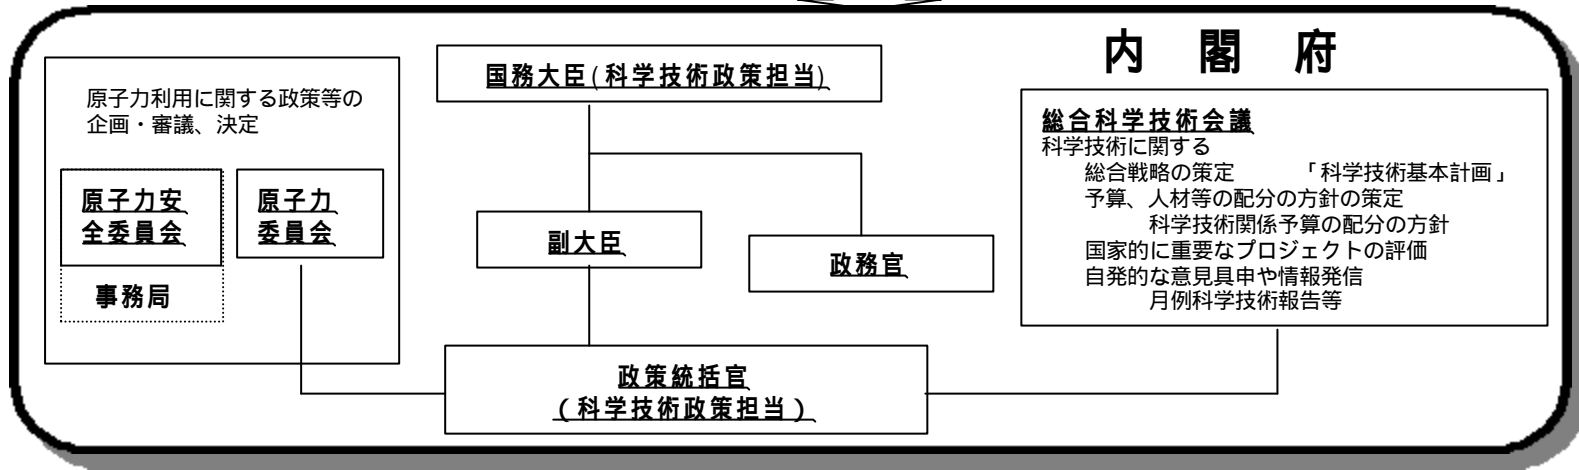 内 閣 府
国務大臣(科学技術政策担当)
原子力利用に関する政策等の
企画・審議、決定
原子力安
全委員会
事務局
原子力
委員会
副大臣
政務官
総合科学技術会議
科学技術に関する
総合戦略の策定 「科学技術基本計画」
予算、人材等の配分の方針の策定
科学技術関係予算の配分の方針
国家的に重要なプロジェクトの評価
自発的な意見具申や情報発信
月例科学技術報告等
政策統括官
(科学技術政策担当)